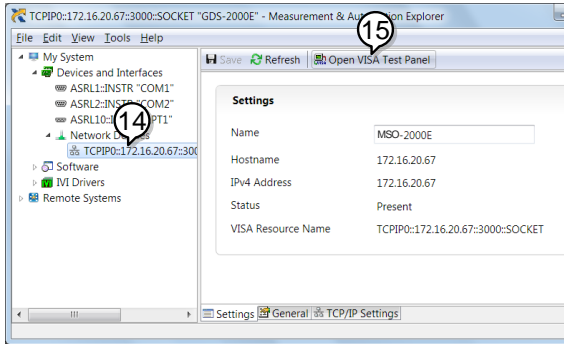 TCPIP0::172.16.20.67::3000::SOCKET "GDS-2000E" - Measurement & Automation Explorer
15
File Edit View Tools Help
My System
Save Refresh Open VISA Test Panel
Devices and Interfaces
ASRL1::INSTR "COM1"
ASRL2::INSTR "COM2"
ASRL10::I PT1"
14
Network Devices
TCPIP0::172.16.20.67::300
Software
IVI Drivers
Remote Systems
Settings
Name MSO-2000E
Hostname 172.16.20.67
IPv4 Address 172.16.20.67
Status Present
VISA Resource Name TCPIP0::172.16.20.67::3000::SOCKET
Settings General TCP/IP Settings